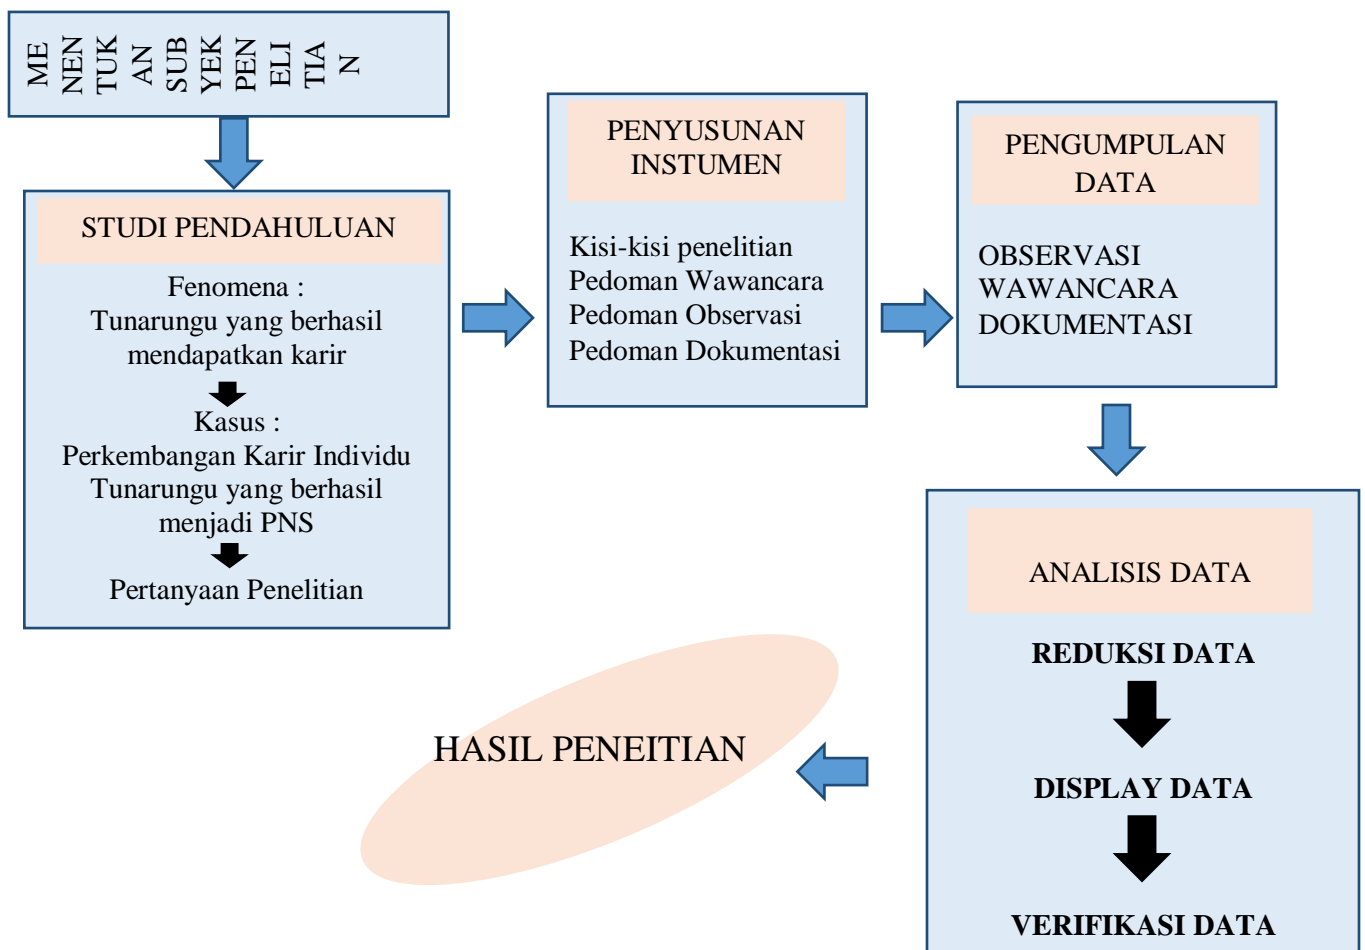 ME
NEN
TUK
AN
SUB
YEK
PEN
ELI
TIA
N
STUDI PENDAHULUAN
Fenomena :
Tunarungu yang berhasil
mendapatkan karir
Kasus :
Perkembangan Karir Individu
Tunarungu yang berhasil
menjadi PNS
Pertanyaan Penelitian
PENYUSUNAN
INSTUMEN
Kisi-kisi penelitian
Pedoman Wawancara
Pedoman Observasi
Pedoman Dokumentasi
PENGUMPULAN
DATA
OBSERVASI
WAWANCARA
DOKUMENTASI
ANALISIS DATA
REDUKSI DATA
DISPLAY DATA
VERIFIKASI DATA
HASIL PENEITIAN